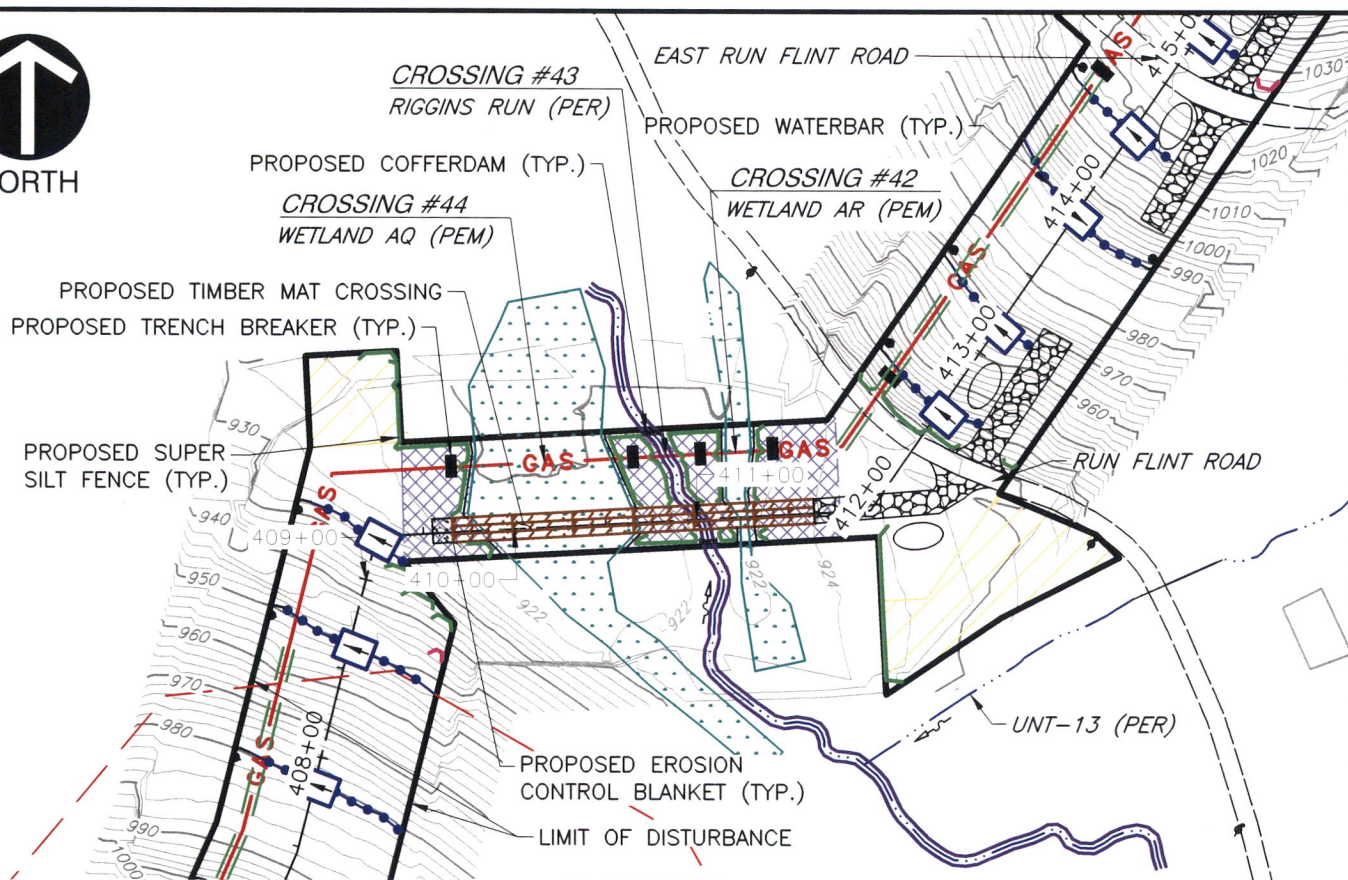 ORTH
CROSSING #43
RIGGINS RUN (PER)
EAST RUN FLINT ROAD
PROPOSED WATERBAR (TYP.)
PROPOSED COFFERDAM (TYP.)
CROSSING #42
WETLAND AR (PEM)
CROSSING #44
WETLAND AQ (PEM)
PROPOSED TIMBER MAT CROSSING
PROPOSED TRENCH BREAKER (TYP.)
PROPOSED SUPER
SILT FENCE (TYP.)
RUN FLINT ROAD
UNT-13 (PER)
PROPOSED EROSION
CONTROL BLANKET (TYP.)
LIMIT OF DISTURBANCE
AS
415+00
1030
1020
414+00
1010
1000
990
GAS
413+00
980
970
960
930
GAS
411+00
GAS
412+00
940
409+00
GAS
410+00
922
922
922
924
950
960
970
980
GAS
408+00
990
1000